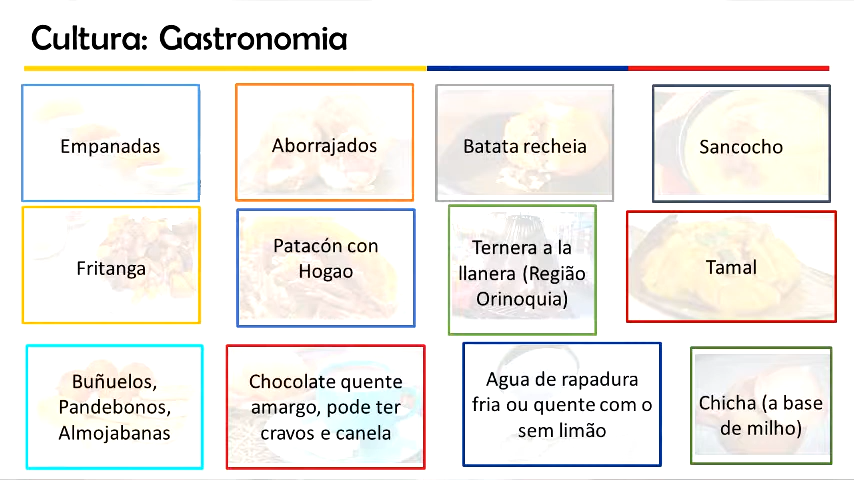 Cultura: Gastronomia
Empanadas
Aborrajados
Batata recheia
Sancocho
Fritanga
Patacón con
Hogao
Ternera a la
llanera (Região
Orinoquia)
Tamal
Buñuelos,
Pandebonos,
Almojabanas
Chocolate quente
amargo, pode ter
cravos e canela
Agua de rapadura
fria ou quente com o
sem limão
Chicha (a base
de milho)